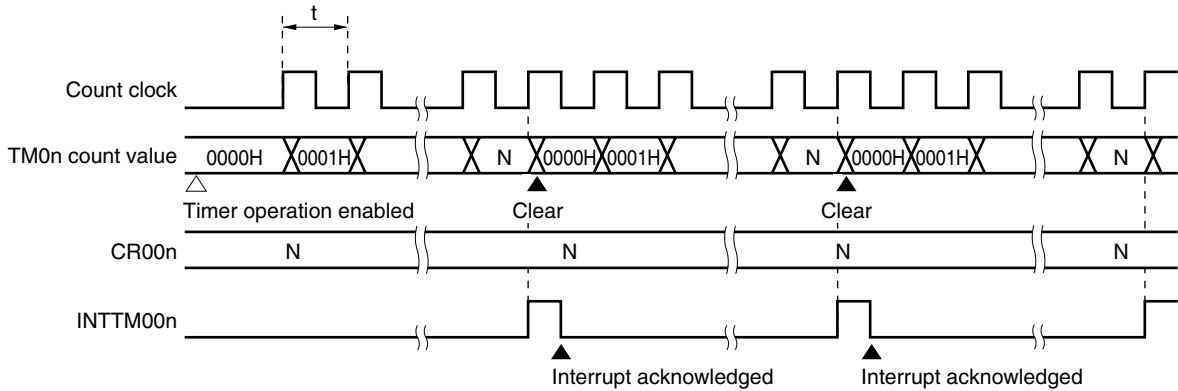 t
Count clock
TM0n count value 0000H 0001H N 0000H 0001H N 0000H 0001H N
Timer operation enabled Clear Clear
CR00n N N N N
INTTM00n
Interrupt acknowledged Interrupt acknowledged